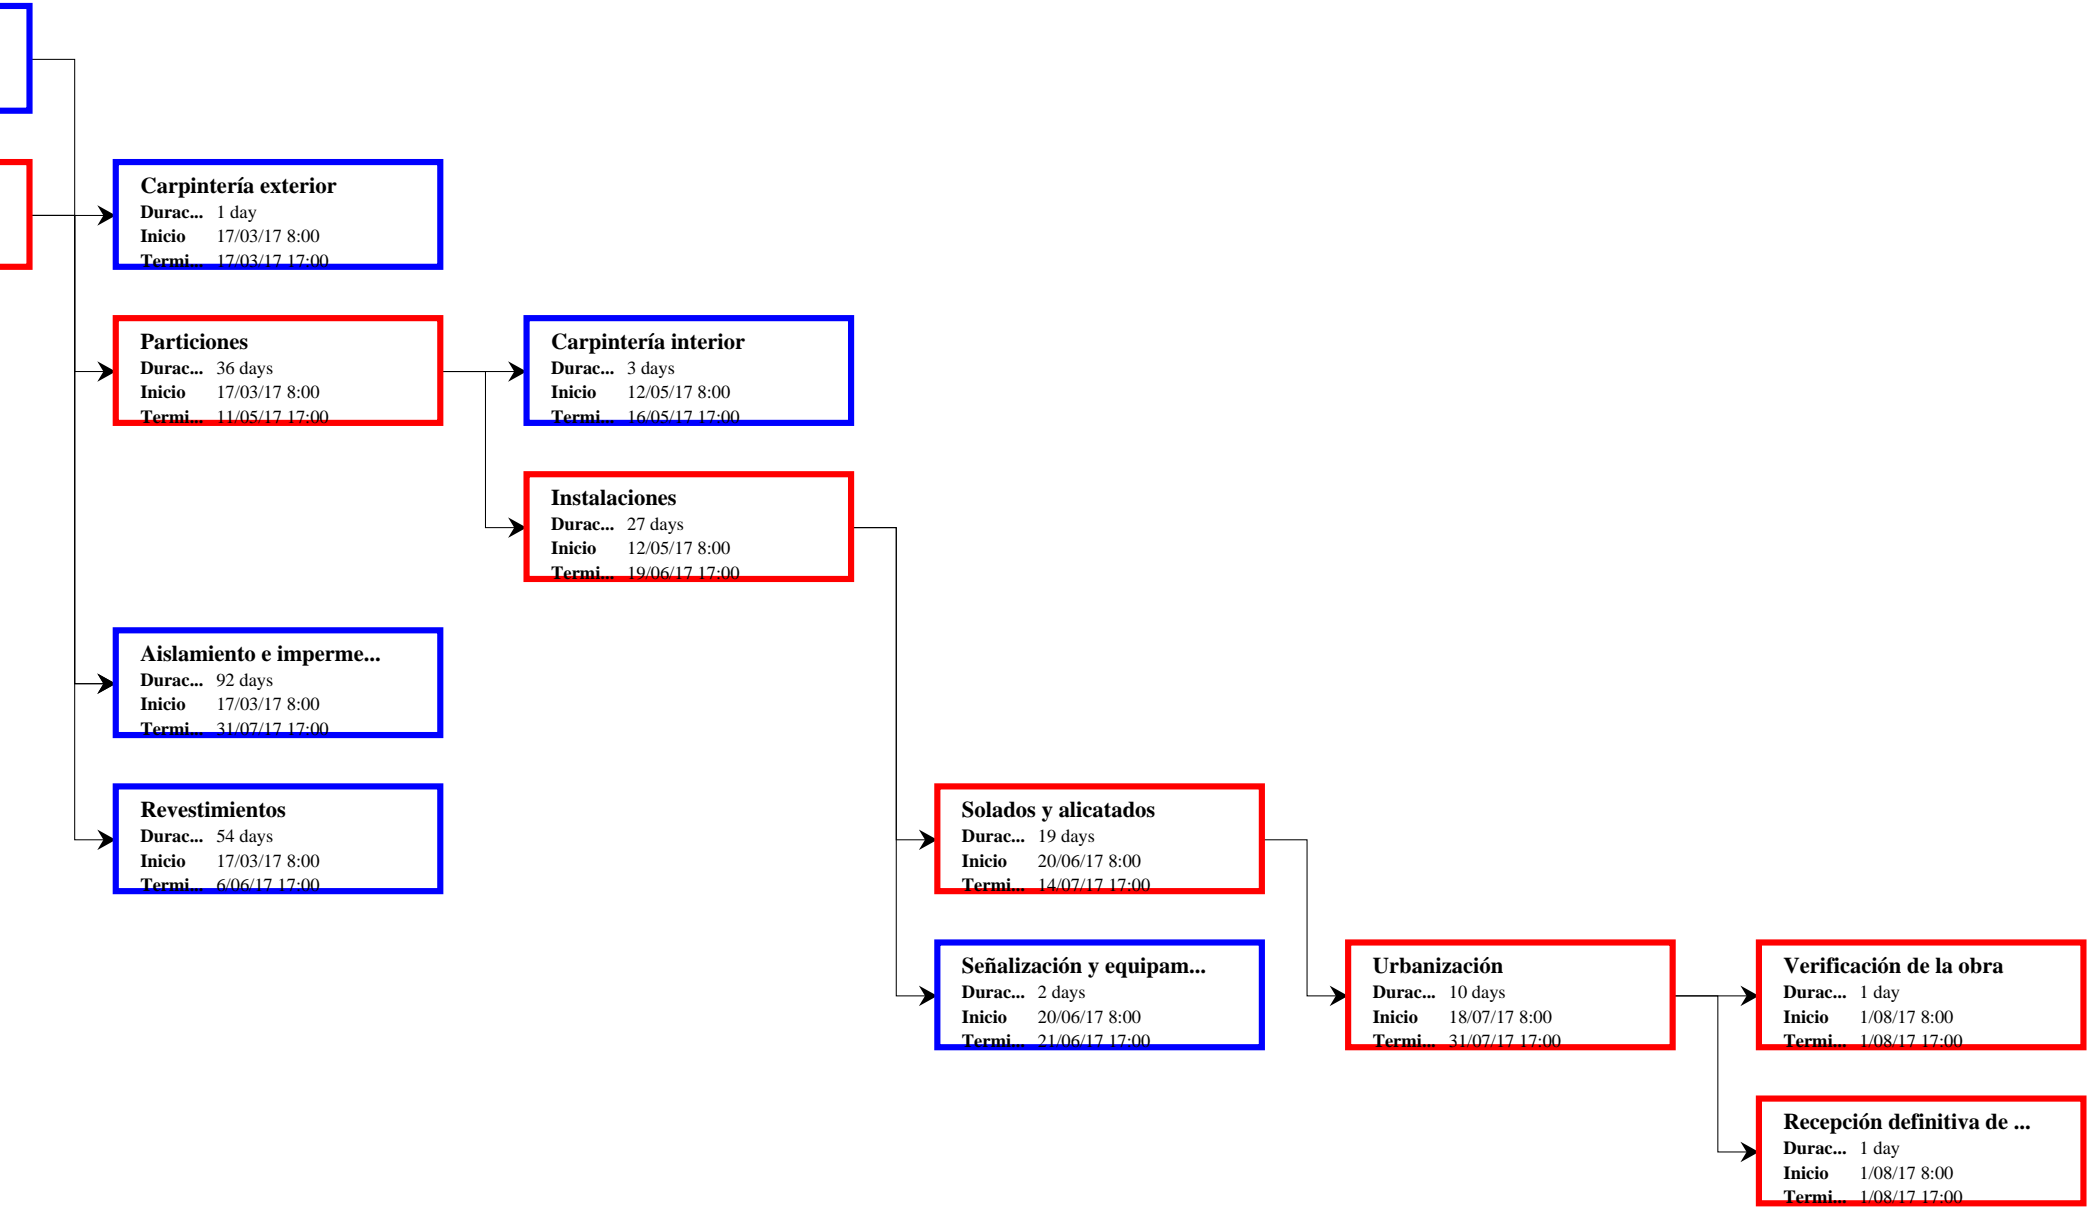 Carpintería exterior
Durac... 1 day
Inicio 17/03/17 8:00
Termi... 17/03/17 17:00
Particiones
Durac... 36 days
Inicio 17/03/17 8:00
Termi... 11/05/17 17:00
Carpintería interior
Durac... 3 days
Inicio 12/05/17 8:00
Termi... 16/05/17 17:00
Instalaciones
Durac... 27 days
Inicio 12/05/17 8:00
Termi... 19/06/17 17:00
Aislamiento e imperme...
Durac... 92 days
Inicio 17/03/17 8:00
Termi... 31/07/17 17:00
Revestimientos
Durac... 54 days
Inicio 17/03/17 8:00
Termi... 6/06/17 17:00
Solados y alicatados
Durac... 19 days
Inicio 20/06/17 8:00
Termi... 14/07/17 17:00
Señalización y equipam...
Durac... 2 days
Inicio 20/06/17 8:00
Termi... 21/06/17 17:00
Urbanización
Durac... 10 days
Inicio 18/07/17 8:00
Termi... 31/07/17 17:00
Verificación de la obra
Durac... 1 day
Inicio 1/08/17 8:00
Termi... 1/08/17 17:00
Recepción definitiva de ...
Durac... 1 day
Inicio 1/08/17 8:00
Termi... 1/08/17 17:00